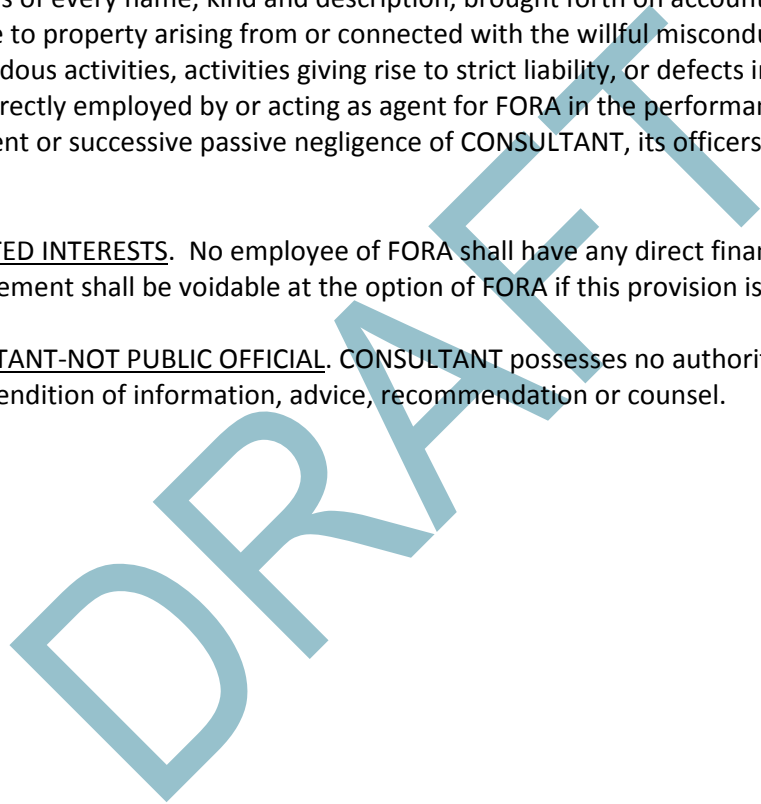 s of every name, kind and description, brought forth on account
e to property arising from or connected with the willful miscondu
dous activities, activities giving rise to strict liability, or defects i
rectly employed by or acting as agent for FORA in the performan
ent or successive passive negligence of CONSULTANT, its officers
TED INTERESTS. No employee of FORA shall have any direct finan
ement shall be voidable at the option of FORA if this provision is
TANT-NOT PUBLIC OFFICIAL. CONSULTANT possesses no authorit
endition of information, advice, recommendation or counsel.
DRAFT